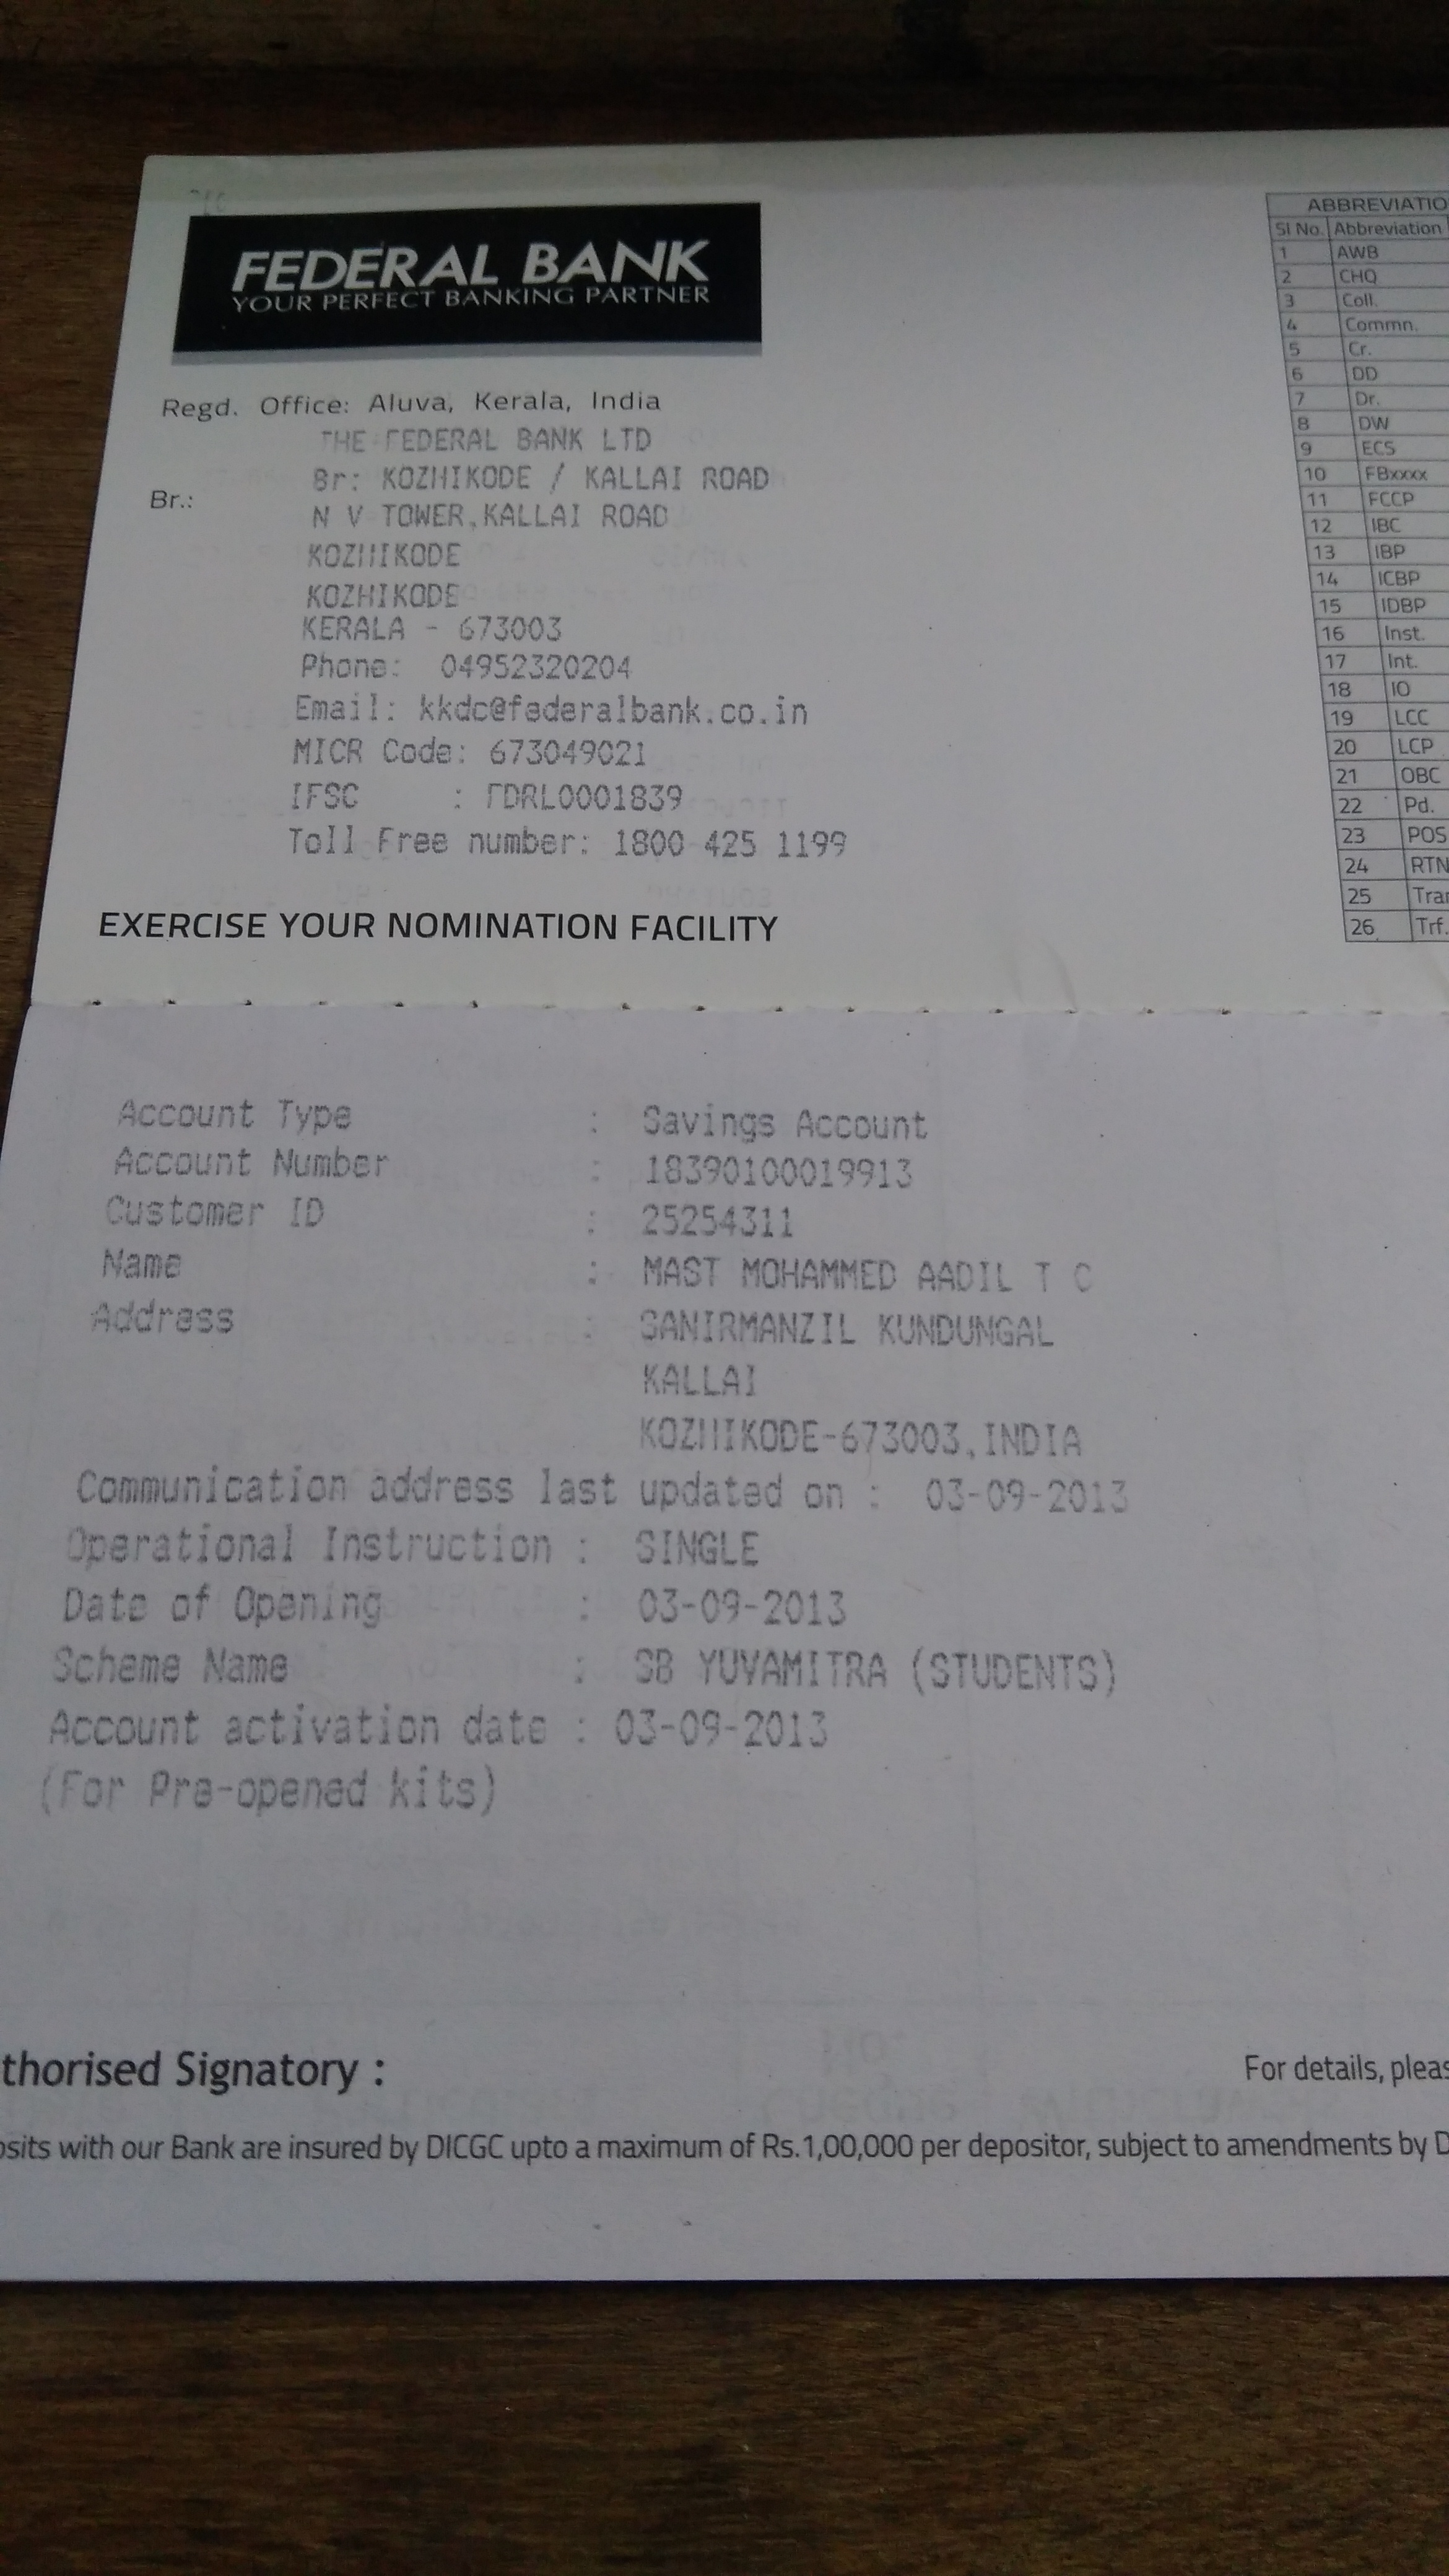 FEDERAL BANK
YOUR PERFECT BANKING PARTNER
Regd. Office: Aluva, Kerala, India
THE FEDERAL BANK LTD
Br: KOZHIKODE / KALLAI ROAD
Br.:
N V TOWER,KALLAI ROAD
KOZHIKODE
KOZHIKODE
KERALA - 673003
Phone: 04952320204
Email: kkdc@federalbank.co.in
MICR Code: 673049021
IFSC : FDRL0001839
Toll Free number: 1800 425 1199
EXERCISE YOUR NOMINATION FACILITY
ABBREVIATIO
Sl No. Abbreviation
1 AWB
2 CHQ
3 Coll.
4 Commn.
5 Cr.
6 DD
7 Dr.
8 DW
9 ECS
10 FBxxxx
11 FCCP
12 IBC
13 IBP
14 ICBP
15 IDBP
16 Inst.
17 Int.
18 IO
19 LCC
20 LCP
21 OBC
22 Pd.
23 POS
24 RTN
25 Tra
26 Trf.
Account Type : Savings Account
Account Number : 18390100019913
Customer ID : 25254311
Name : MAST MOHAMMED AADIL T C
Address : SANIRMANZIL KUNDUNGAL
KALLAI
KOZHIKODE-673003,INDIA
Communication address last updated on : 03-09-2013
Operational Instruction : SINGLE
Date of Opening : 03-09-2013
Scheme Name : SB YUVAMITRA (STUDENTS)
Account activation date : 03-09-2013
(For Pre-opened kits)
thorised Signatory :
For details, pleas
osits with our Bank are insured by DICGC upto a maximum of Rs.1,00,000 per depositor, subject to amendments by D